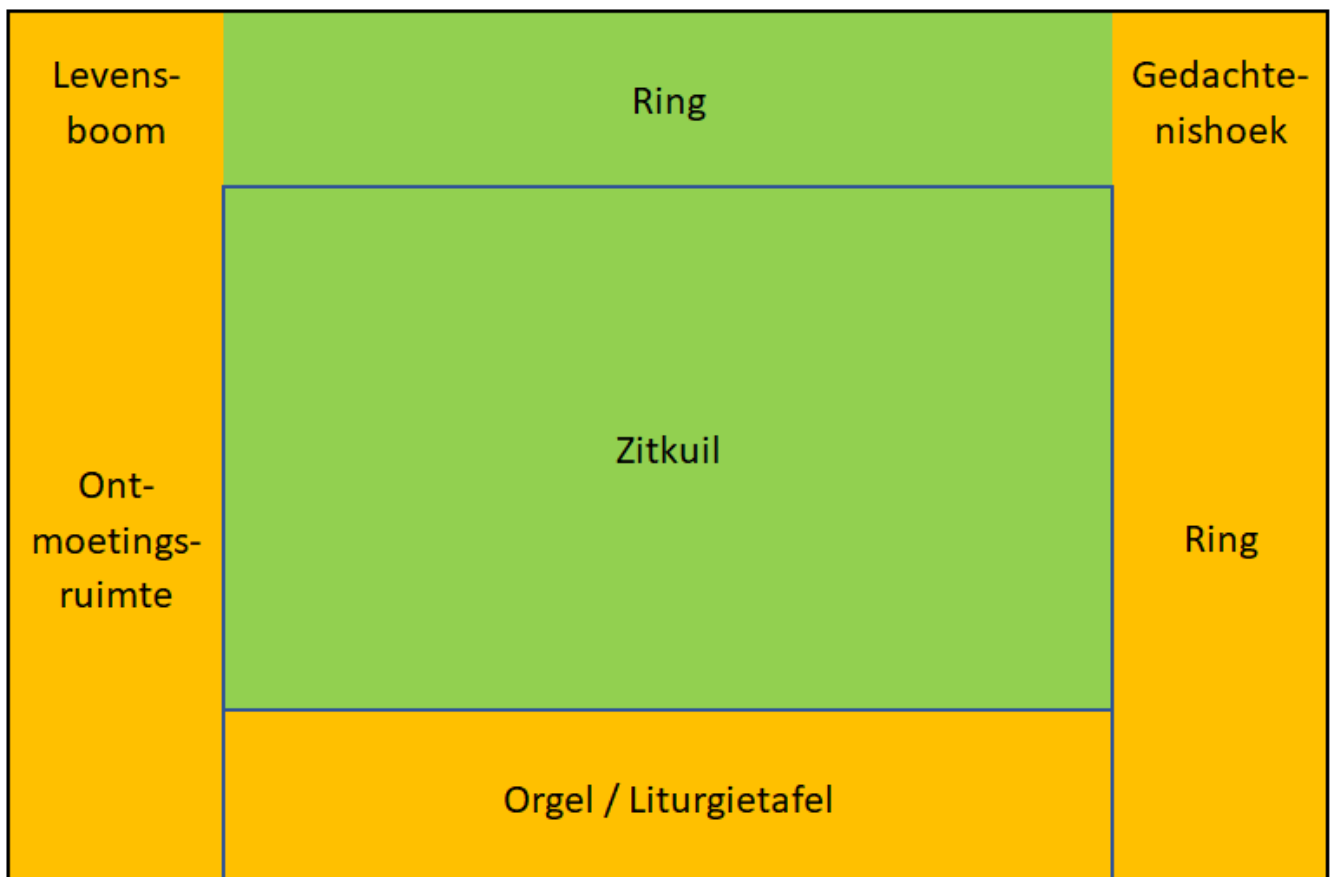 Levens-
boom
Ring
Gedachte-
nishoek
Zitkuil
Ont-
moetings-
ruimte
Ring
Orgel / Liturgietafel